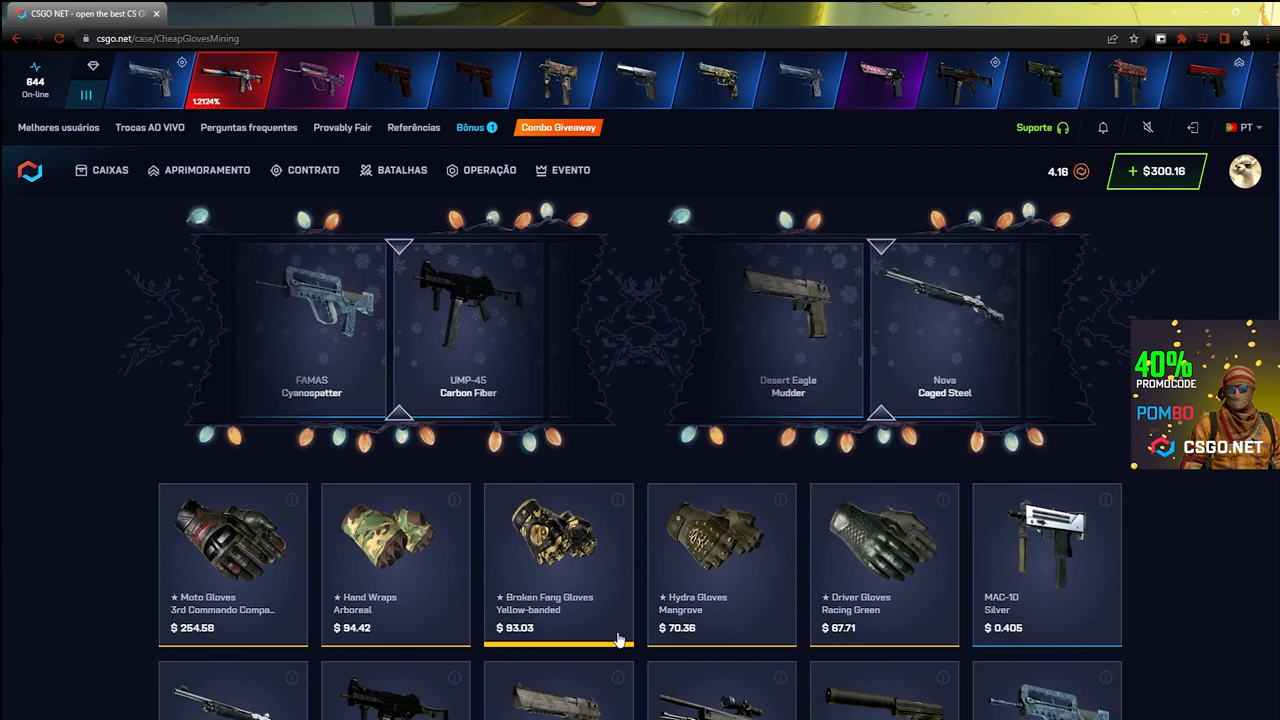 CSGO NET - open the best CS G
csgo.net/case/CheapGlovesMining
644
On-line
1.2124%
Melhores usuários
Trocas AO VIVO
Perguntas frequentes
Provably Fair
Referências
Bônus 1
Combo Giveaway
Suporte
PT
CAIXAS
APRIMORAMENTO
CONTRATO
BATALHAS
OPERAÇÃO
EVENTO
4.16
+ $300.16
FAMAS
Cyanospatter
UMP-45
Carbon Fiber
Desert Eagle
Mudder
Nova
Caged Steel
40%
PROMOCODE
POMBO
CSGO.NET
★ Moto Gloves
3rd Commando Compa...
$ 254.58
★ Hand Wraps
Arboreal
$ 94.42
★ Broken Fang Gloves
Yellow-banded
$ 93.03
★ Hydra Gloves
Mangrove
$ 70.36
★ Driver Gloves
Racing Green
$ 67.71
MAC-10
Silver
$ 0.405